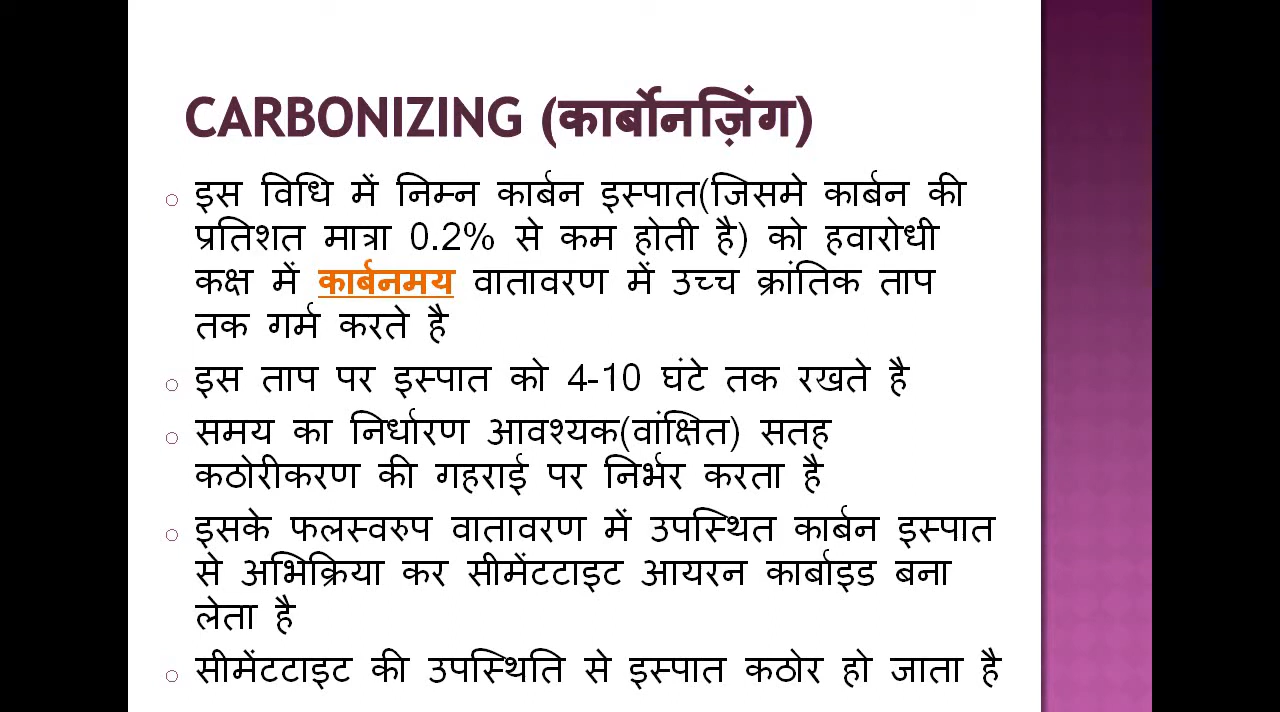 CARBONIZING (कार्बोनज़िंग)
इस विधि में निम्न कार्बन इस्पात(जिसमे कार्बन की
प्रतिशत मात्रा 0.2% से कम होती है) को हवारोधी
कक्ष में कार्बनमय वातावरण में उच्च क्रांतिक ताप
तक गर्म करते है
इस ताप पर इस्पात को 4-10 घंटे तक रखते है
समय का निर्धारण आवश्यक(वांक्षित) सतह
कठोरीकरण की गहराई पर निर्भर करता है
इसके फलस्वरुप वातावरण में उपस्थित कार्बन इस्पात
से अभिक्रिया कर सीमेंटटाइट आयरन कार्बाइड बना
लेता है
सीमेंटटाइट की उपस्थिति से इस्पात कठोर हो जाता है